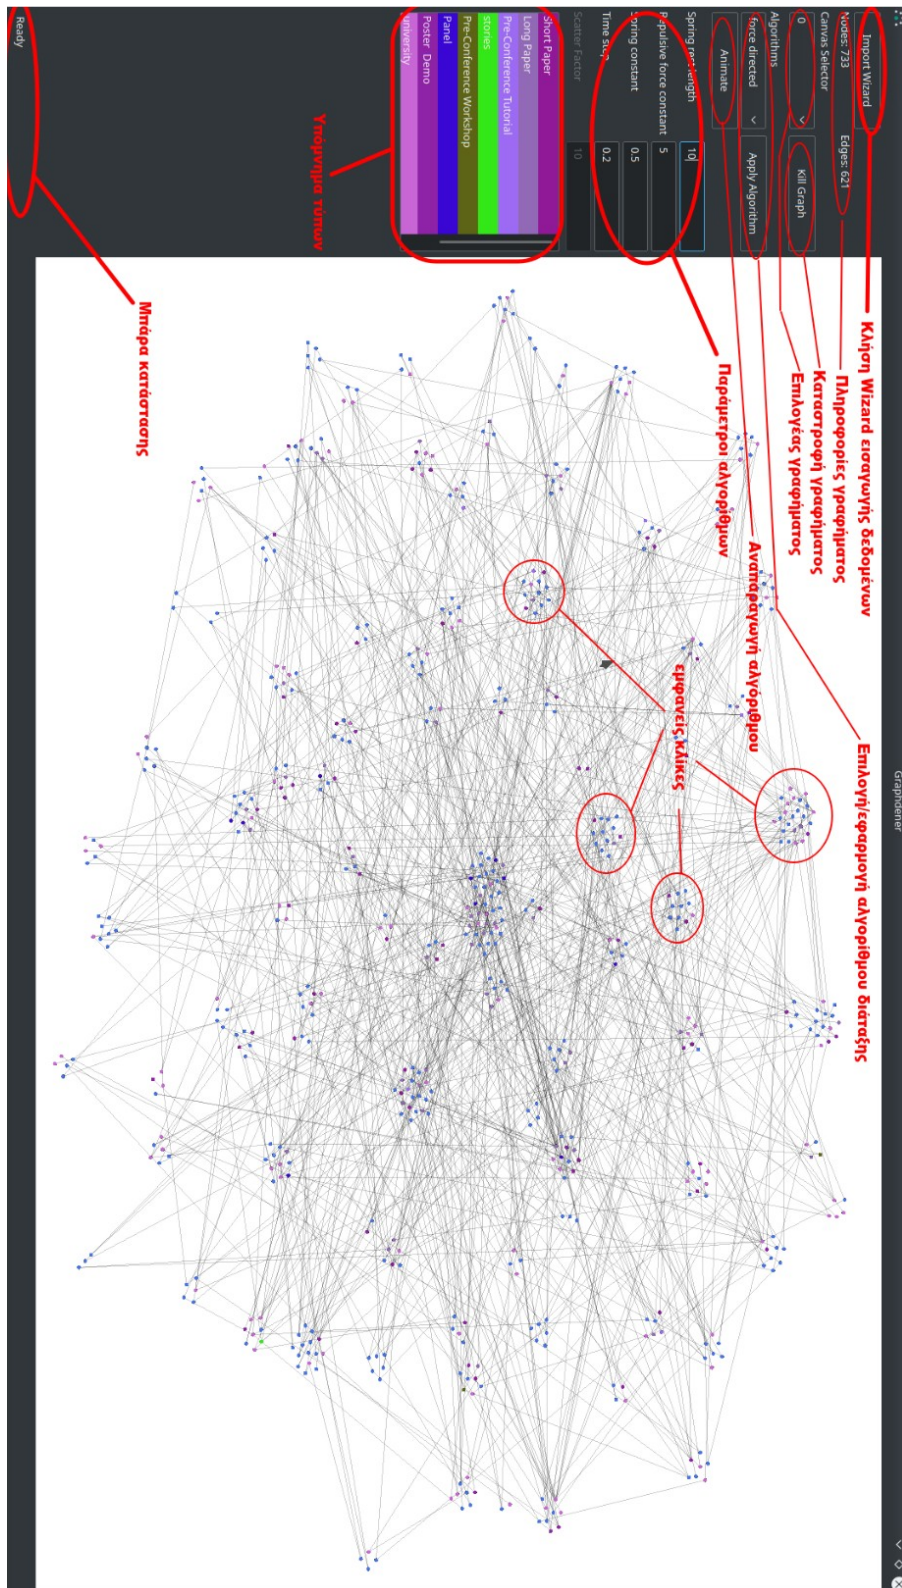 Graphdener
Import Wizard
Κλήση Wizard εισαγωγής δεδομένων
Nodes: 733
Edges: 621
Πληροφορίες γραφήματος
Canvas Selector
Καταστροφή γραφήματος
0
Kill Graph
Επιλογέας γραφήματος
Algorithms
force directed
Apply Algorithm
Επιλογή/εφαρμογή αλγορίθμου διάταξης
Animate
Αναπαραγωγή αλγόριθμου
Παράμετροι αλγορίθμων
Spring rest length
10
Repulsive force constant
5
Spring constant
0.5
Time step
0.2
Scatter Factor
10
εμφανείς κλίκες
Short Paper
Long Paper
Pre-Conference Tutorial
stories
Pre-Conference Workshop
Panel
Poster Demo
university
Υπόμνημα τύπων
Μπάρα κατάστασης
Ready